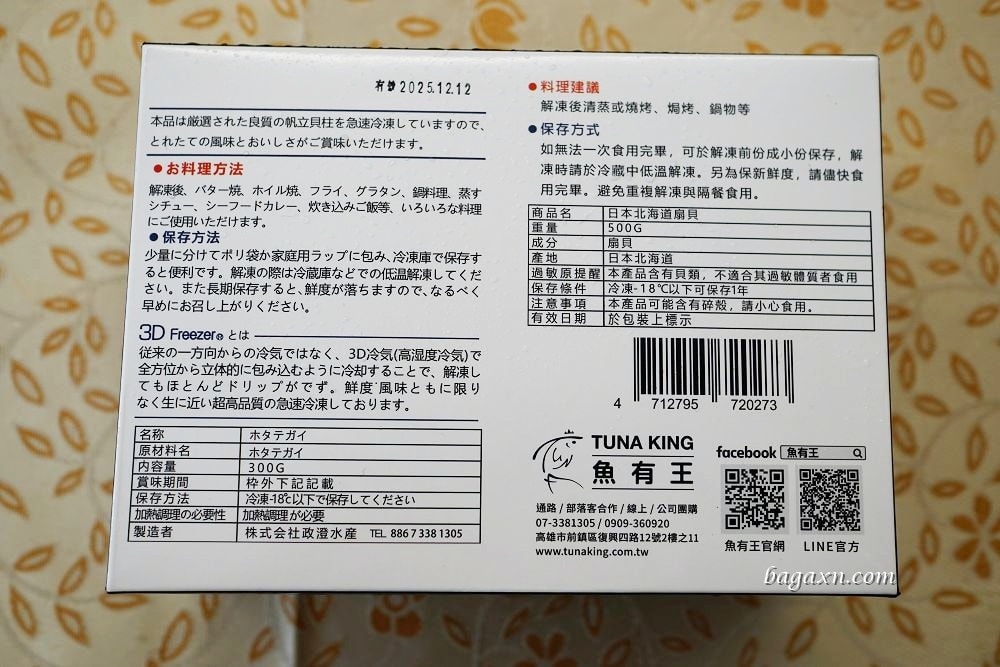 有効 2025.12.12
本品は厳選された良質の帆立貝柱を急速冷凍していますので、
とれたての風味とおいしさがご賞味いただけます。
●お料理方法
解凍後、バター焼、ホイル焼、フライ、グラタン、鍋料理、蒸す
シチュー、シーフードカレー、炊き込みご飯等、いろいろな料理
にご使用いただけます。
●保存方法
少量に分けてポリ袋か家庭用ラップに包み、冷凍庫で保存す
ると便利です。解凍の際は冷蔵庫などでの低温解凍してくだ
さい。また長期保存すると、鮮度が落ちますので、なるべく
早めにお召し上がりください。
3D Freezer® とは
従来の一方向からの冷気ではなく、3D冷気(高湿度冷気)で
全方位から立体的に包み込むように冷却することで、解凍し
てもほとんどドリップがでず。鮮度・風味ともに限り
なく生に近い超高品質の急速冷凍しております。
名称 ホタテガイ
原材料名 ホタテガイ
内容量 300G
賞味期間 枠外下記記載
保存方法 冷凍-18℃以下で保存してください
加熱調理の必要性 加熱調理が必要
製造者 株式会社政澄水産 TEL 886 7 338 1305
●料理建議
解凍後清蒸或燒烤、焗烤、鍋物等
●保存方式
如無法一次食用完畢，可於解凍前份成小份保存，解
凍時請於冷藏中低溫解凍。另為保新鮮度，請儘快食
用完畢。避免重複解凍與隔餐食用。
商品名 日本北海道扇貝
重量 500G
成分 扇貝
產地 日本北海道
過敏原提醒 本產品含有貝類，不適合其過敏體質者食用
保存條件 冷凍-18℃以下可保存1年
注意事項 本產品可能含有碎殼，請小心食用。
有效日期 於包裝上標示
4 712795 720273
TUNA KING
魚有王
通路/部落客合作/線上/公司團購
07-3381305 / 0909-360920
高雄市前鎮區復興四路12號2樓之11
www.tunaking.com.tw
facebook 魚有王
魚有王官網 LINE官方
bagaxn.com